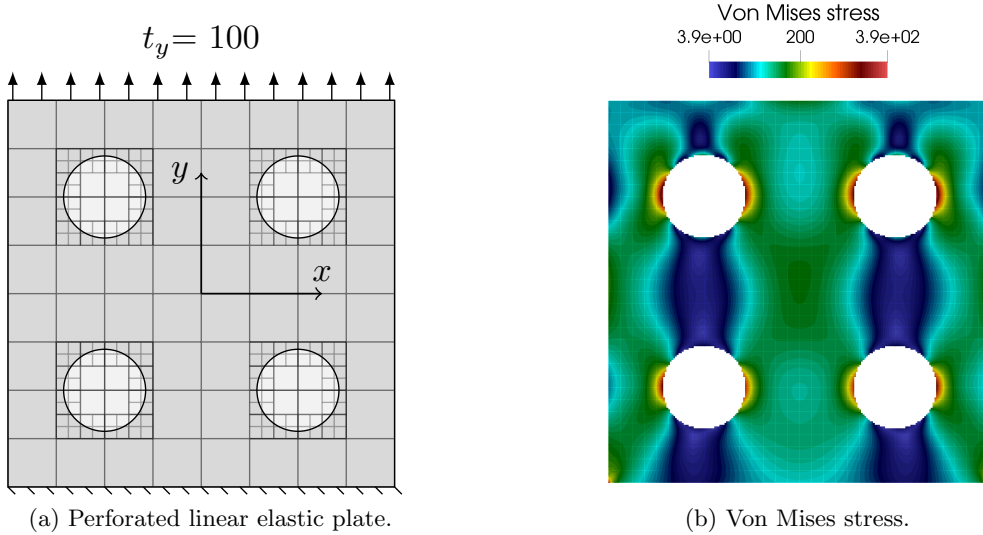 t_y= 100
y
x
(a) Perforated linear elastic plate.
Von Mises stress
3.9e+00 200 3.9e+02
(b) Von Mises stress.